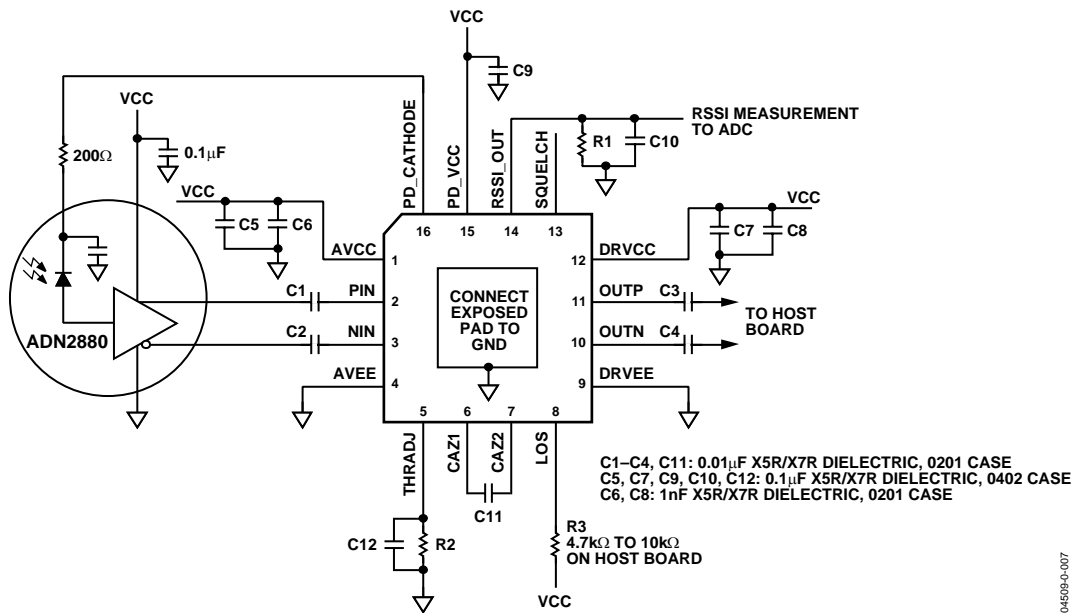 VCC
C9
VCC
200Ω
0.1μF
PD_CATHODE
PD_VCC
RSSI_OUT
SQUELCH
R1
C10
RSSI MEASUREMENT
TO ADC
VCC
C5
C6
AVCC
16
15
14
13
DRVCC
C7
C8
VCC
1
12
C1
PIN
2
CONNECT
EXPOSED
PAD TO
GND
11
OUTP
C3
TO HOST
BOARD
ADN2880
C2
NIN
3
10
OUTN
C4
AVEE
4
9
DRVEE
5
6
7
8
THRADJ
CAZ1
CAZ2
LOS
C11
C12
R2
R3
4.7kΩ TO 10kΩ
ON HOST BOARD
VCC
C1–C4, C11: 0.01μF X5R/X7R DIELECTRIC, 0201 CASE
C5, C7, C9, C10, C12: 0.1μF X5R/X7R DIELECTRIC, 0402 CASE
C6, C8: 1nF X5R/X7R DIELECTRIC, 0201 CASE
04509-0-007